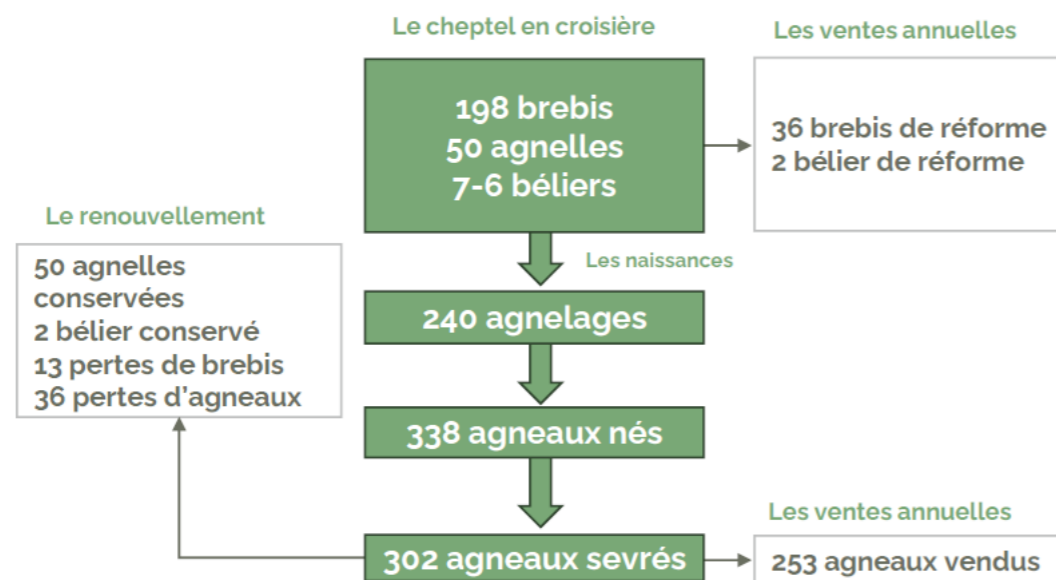 Le cheptel en croisière
Les ventes annuelles
198 brebis
50 agnelles
7-6 béliers
36 brebis de réforme
2 bélier de réforme
Le renouvellement
50 agnelles
conservées
2 bélier conservé
13 pertes de brebis
36 pertes d'agneaux
Les naissances
240 agnelages
338 agneaux nés
302 agneaux sevrés
Les ventes annuelles
253 agneaux vendus